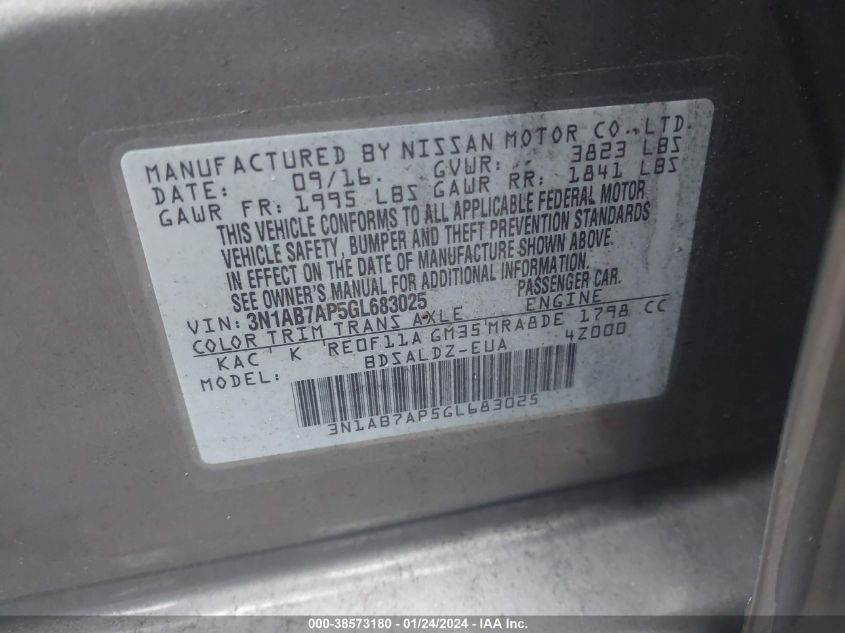 MANUFACTURED BY NISSAN MOTOR CO.,LTD.
DATE: 09/16. GVWR: 3823 LBS
GAWR FR: 1995 LBS GAWR RR: 1841 LBS
THIS VEHICLE CONFORMS TO ALL APPLICABLE FEDERAL MOTOR
VEHICLE SAFETY, BUMPER AND THEFT PREVENTION STANDARDS
IN EFFECT ON THE DATE OF MANUFACTURE SHOWN ABOVE.
SEE OWNER'S MANUAL FOR ADDITIONAL INFORMATION.
VIN: 3N1AB7AP5GL683025 PASSENGER CAR.
COLOR TRIM TRANS AXLE ENGINE
KAC K RE0F11A GM35 MRA8DE 1798 CC
MODEL: BDSALDZ-EUA 4Z000
3N1AB7AP5GL683025
000-38573180 - 01/24/2024 - IAA Inc.